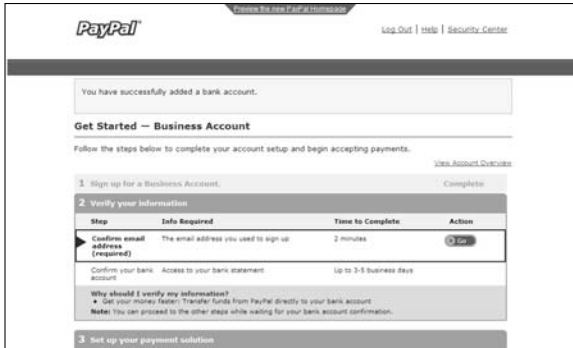 Preview the new PayPal Homepage
PayPal
Log Out | Help | Security Center
You have successfully added a bank account.
Get Started — Business Account
Follow the steps below to complete your account setup and begin accepting payments.
View Account Overview
1 Sign up for a Business Account. Complete
2 Verify your information
Step Info Required Time to Complete Action
Confirm email The email address you used to sign up 2 minutes Go
address
(required)
Confirm your bank Access to your bank statement Up to 3-5 business days
account
Why should I verify my information?
• Get your money faster: Transfer funds from PayPal directly to your bank account
Note: You can proceed to the other steps while waiting for your bank account confirmation.
3 Set up your payment solution